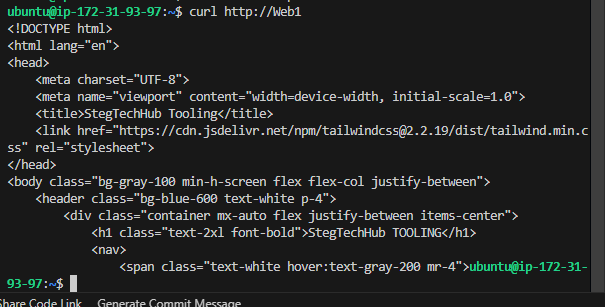 ubuntu@ip-172-31-93-97:~$ curl http://Web1
<!DOCTYPE html>
<html lang="en">
<head>
    <meta charset="UTF-8">
    <meta name="viewport" content="width=device-width, initial-scale=1.0">
    <title>StegTechHub Tooling</title>
    <link href="https://cdn.jsdelivr.net/npm/tailwindcss@2.2.19/dist/tailwind.min.c
ss" rel="stylesheet">
</head>
<body class="bg-gray-100 min-h-screen flex flex-col justify-between">
    <header class="bg-blue-600 text-white p-4">
        <div class="container mx-auto flex justify-between items-center">
            <h1 class="text-2xl font-bold">StegTechHub TOOLING</h1>
            <nav>
                <span class="text-white hover:text-gray-200 mr-4">ubuntu@ip-172-31-
93-97:~$
Share Code Link Generate Commit Message